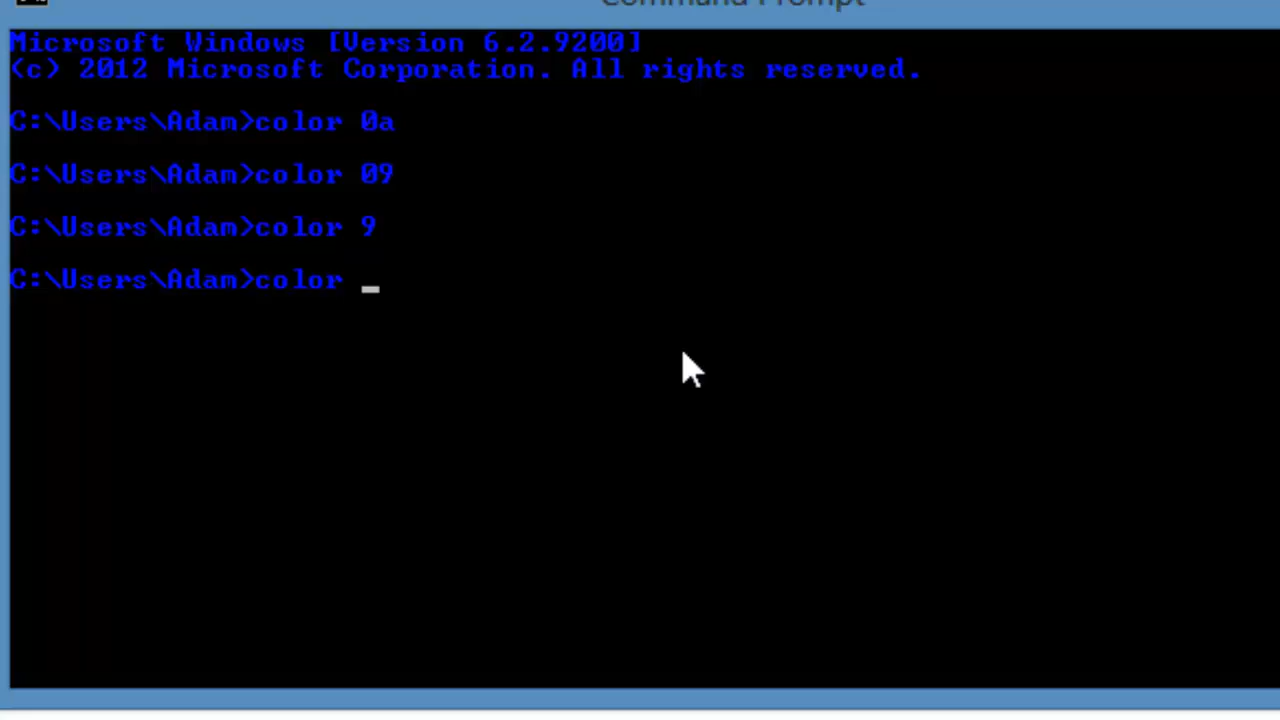 Command Prompt
Microsoft Windows [Version 6.2.9200]
(c) 2012 Microsoft Corporation. All rights reserved.
C:\Users\Adam>color 0a
C:\Users\Adam>color 09
C:\Users\Adam>color 9
C:\Users\Adam>color _